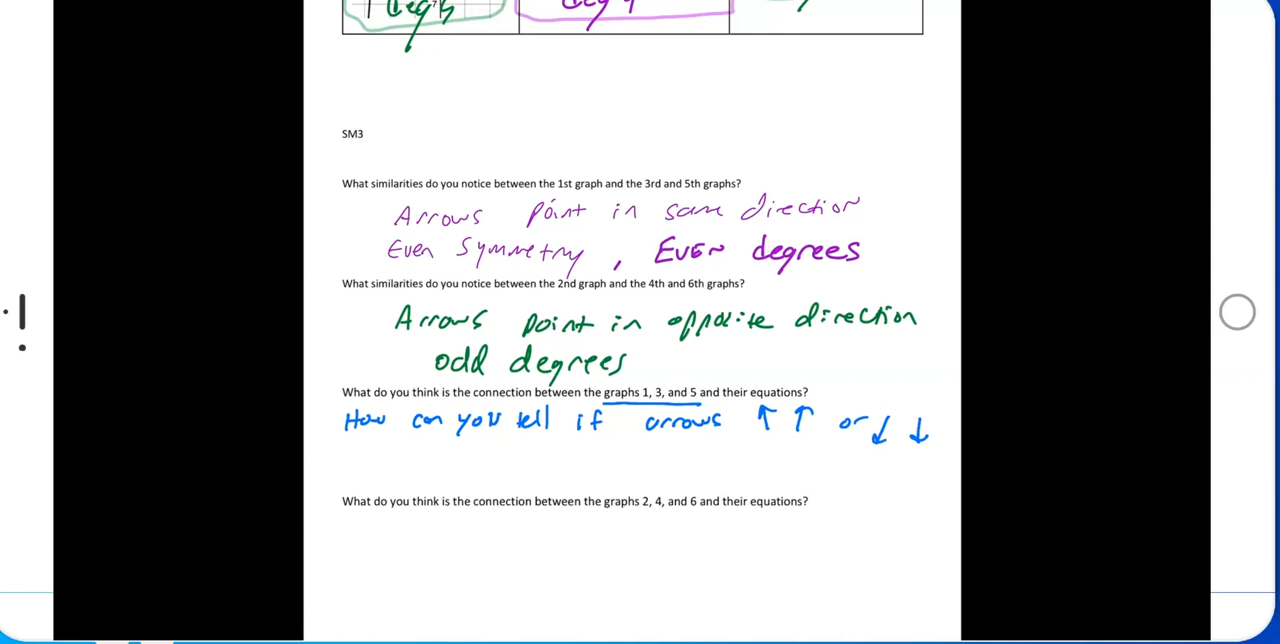 deg 5
SM3
What similarities do you notice between the 1st graph and the 3rd and 5th graphs?
Arrows point in same direction
Even Symmetry, Even degrees
What similarities do you notice between the 2nd graph and the 4th and 6th graphs?
Arrows point in opposite direction
odd degrees
What do you think is the connection between the graphs 1, 3, and 5 and their equations?
How can you tell if arrows ↑ ↑ or ↓ ↓
What do you think is the connection between the graphs 2, 4, and 6 and their equations?